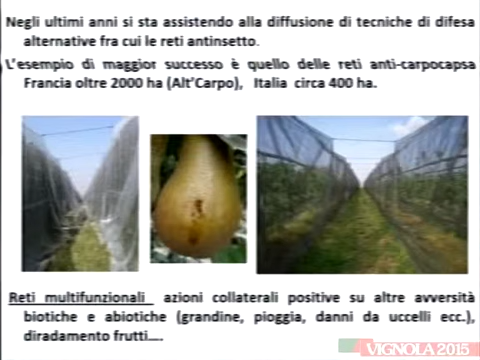 Negli ultimi anni si sta assistendo alla diffusione di tecniche di difesa
alternative fra cui le reti antinsetto.
L'esempio di maggior successo è quello delle reti anti-carpocapsa
Francia oltre 2000 ha (Alt'Carpo), Italia circa 400 ha.
Reti multifunzionali azioni collaterali positive su altre avversità
biotiche e abiotiche (grandine, pioggia, danni da uccelli ecc.),
diradamento frutti....
VIGNOLA 2015